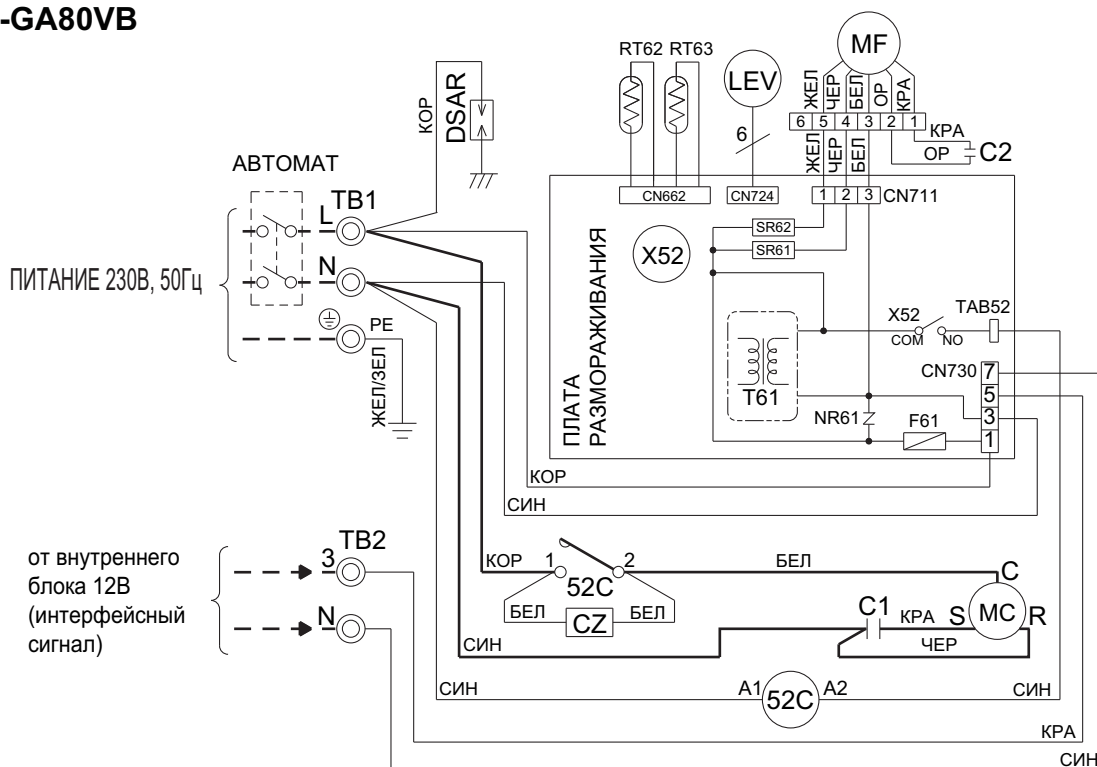 -GA80VB
RT62 RT63
LEV
MF
ЖЕЛ
ЧЕР
БЕЛ
ОР
КРА
6 5 4 3 2 1
КРА
ОР
C2
6
ЖЕЛ
ЧЕР
БЕЛ
КОР
DSAR
АВТОМАТ
L TB1
N
PE
ЖЕЛ/ЗЕЛ
ПИТАНИЕ 230В, 50Гц
CN662
CN724
1 2 3
CN711
SR62
SR61
X52
ПЛАТА
РАЗМОРАЖИВАНИЯ
X52
COM
NO
TAB52
T61
CN730
7
5
3
1
NR61
F61
КОР
СИН
от внутреннего
блока 12В
(интерфейсный
сигнал)
3 TB2
N
КОР
1
2
52C
БЕЛ
CZ
БЕЛ
БЕЛ
C
C1
КРА
S
MC
R
ЧЕР
СИН
СИН
A1
52C
A2
СИН
КРА
СИН